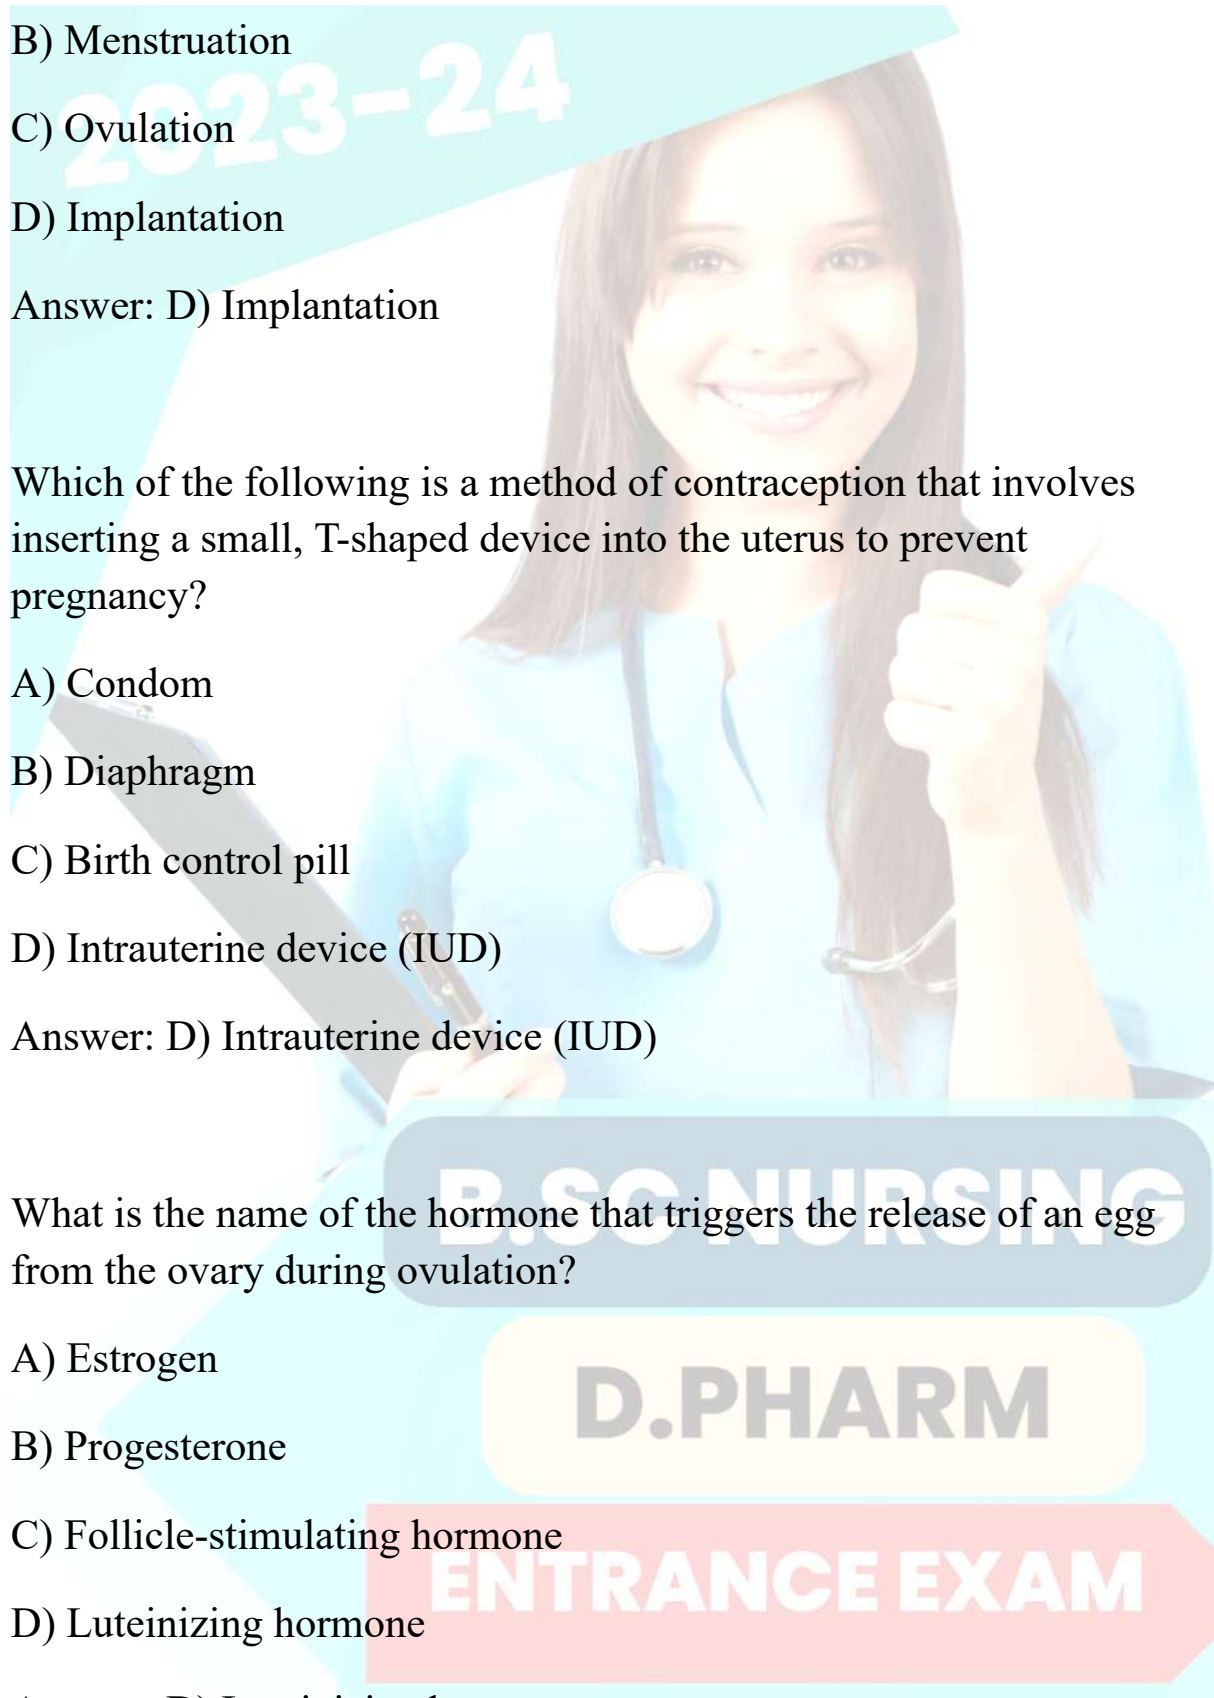 B) Menstruation
2023-24
C) Ovulation
D) Implantation
Answer: D) Implantation
Which of the following is a method of contraception that involves
inserting a small, T-shaped device into the uterus to prevent
pregnancy?
A) Condom
B) Diaphragm
C) Birth control pill
D) Intrauterine device (IUD)
Answer: D) Intrauterine device (IUD)
B.SC NURSING
What is the name of the hormone that triggers the release of an egg
from the ovary during ovulation?
A) Estrogen
D.PHARM
B) Progesterone
C) Follicle-stimulating hormone
ENTRANCE EXAM
D) Luteinizing hormone